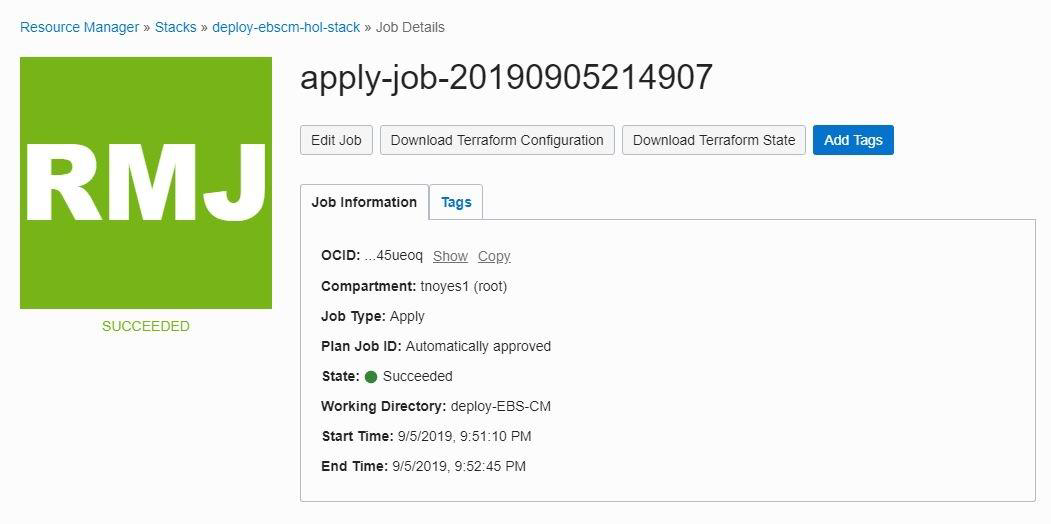 Resource Manager » Stacks » deploy-ebscm-hol-stack » Job Details
RMJ
SUCCEEDED
apply-job-20190905214907
Edit Job Download Terraform Configuration Download Terraform State Add Tags
Job Information Tags
OCID: ...45ueoq Show Copy
Compartment: tnoyes1 (root)
Job Type: Apply
Plan Job ID: Automatically approved
State: Succeeded
Working Directory: deploy-EBS-CM
Start Time: 9/5/2019, 9:51:10 PM
End Time: 9/5/2019, 9:52:45 PM